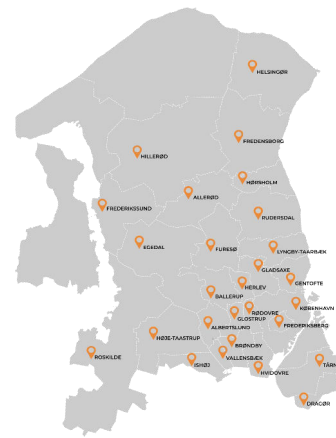 HELSINGØR
FREDENSBORG
HILLERØD
HØRSHOLM
ALLERØD
FREDERIKSSUND
RUDERSDAL
EGEDAL
FURESØ
LYNGBY-TAARBÆK
GLADSAXE
GENTOFTE
HERLEV
BALLERUP
KØBENHAVN
RØDOVRE
GLOSTRUP
FREDERIKSBERG
ALBERTSLUND
HØJE-TAASTRUP
BRØNDBY
ROSKILDE
VALLENSBÆK
ISHØJ
TÅRN
HVIDOVRE
DRAGØR